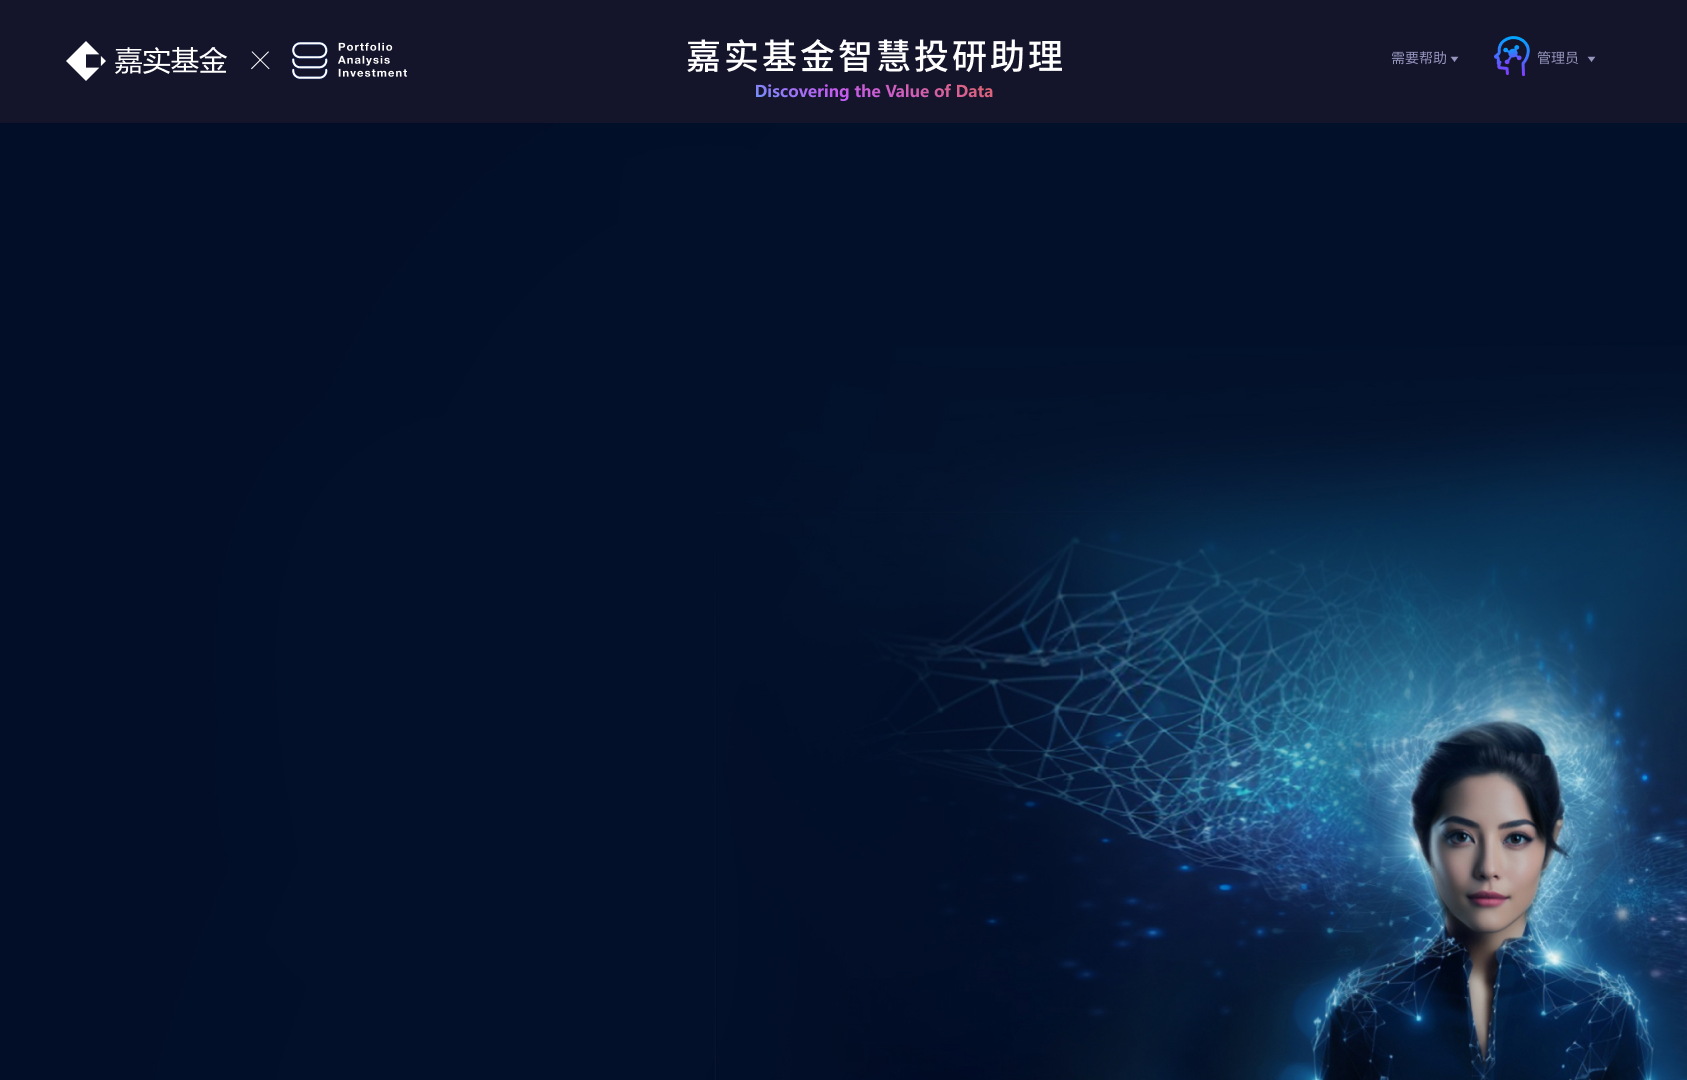 嘉实基金
Portfolio
Analysis
Investment
嘉实基金智慧投研助理
Discovering the Value of Data
需要帮助
管理员